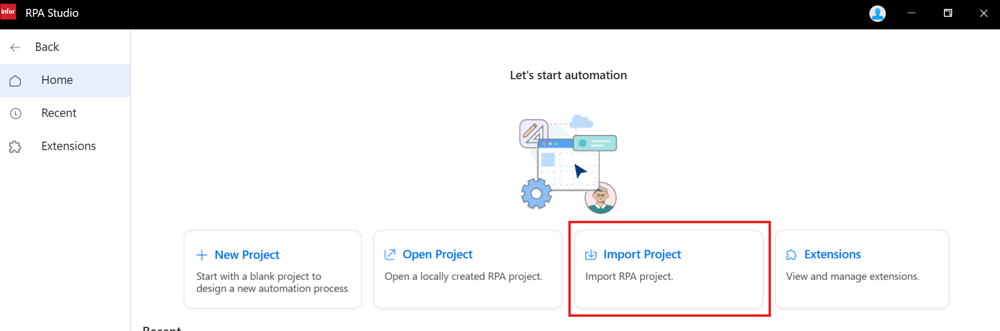 infor RPA Studio
Back
Home
Recent
Extensions
Let's start automation
New Project
Start with a blank project to
design a new automation process.
Open Project
Open a locally created RPA project.
Import Project
Import RPA project.
Extensions
View and manage extensions.
Recent